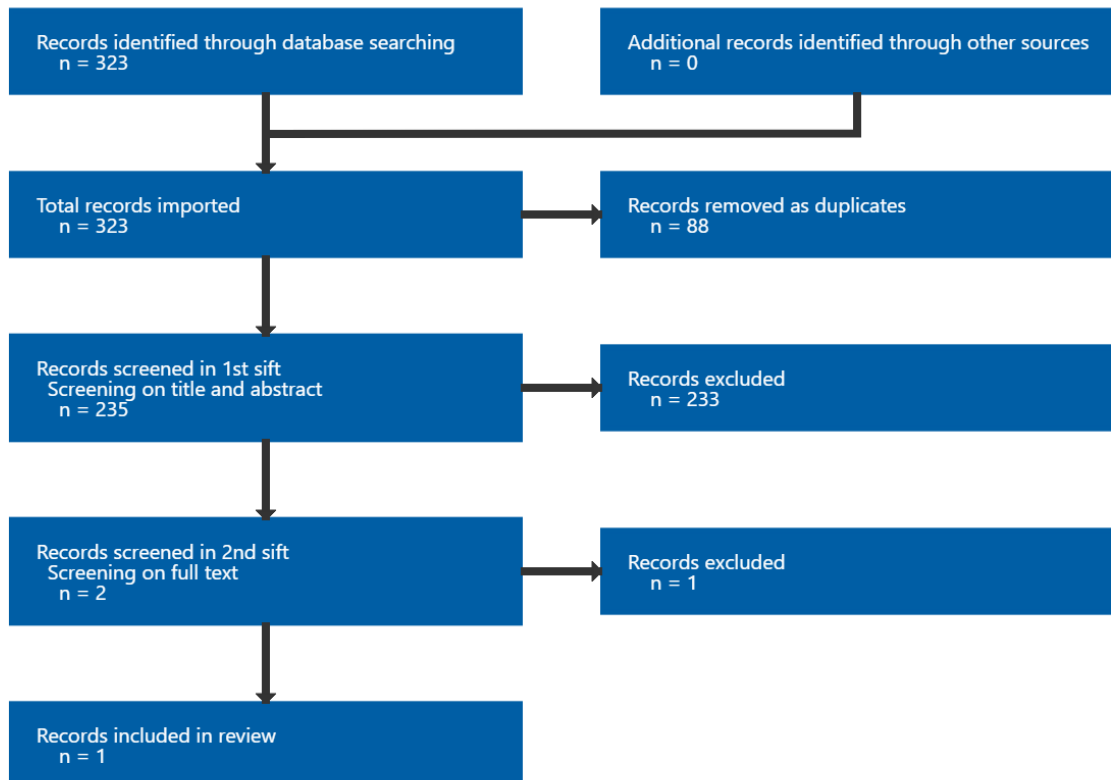 Records identified through database searching
n = 323
Additional records identified through other sources
n = 0
Total records imported
n = 323
Records removed as duplicates
n = 88
Records screened in 1st sift
Screening on title and abstract
n = 235
Records excluded
n = 233
Records screened in 2nd sift
Screening on full text
n = 2
Records excluded
n = 1
Records included in review
n = 1